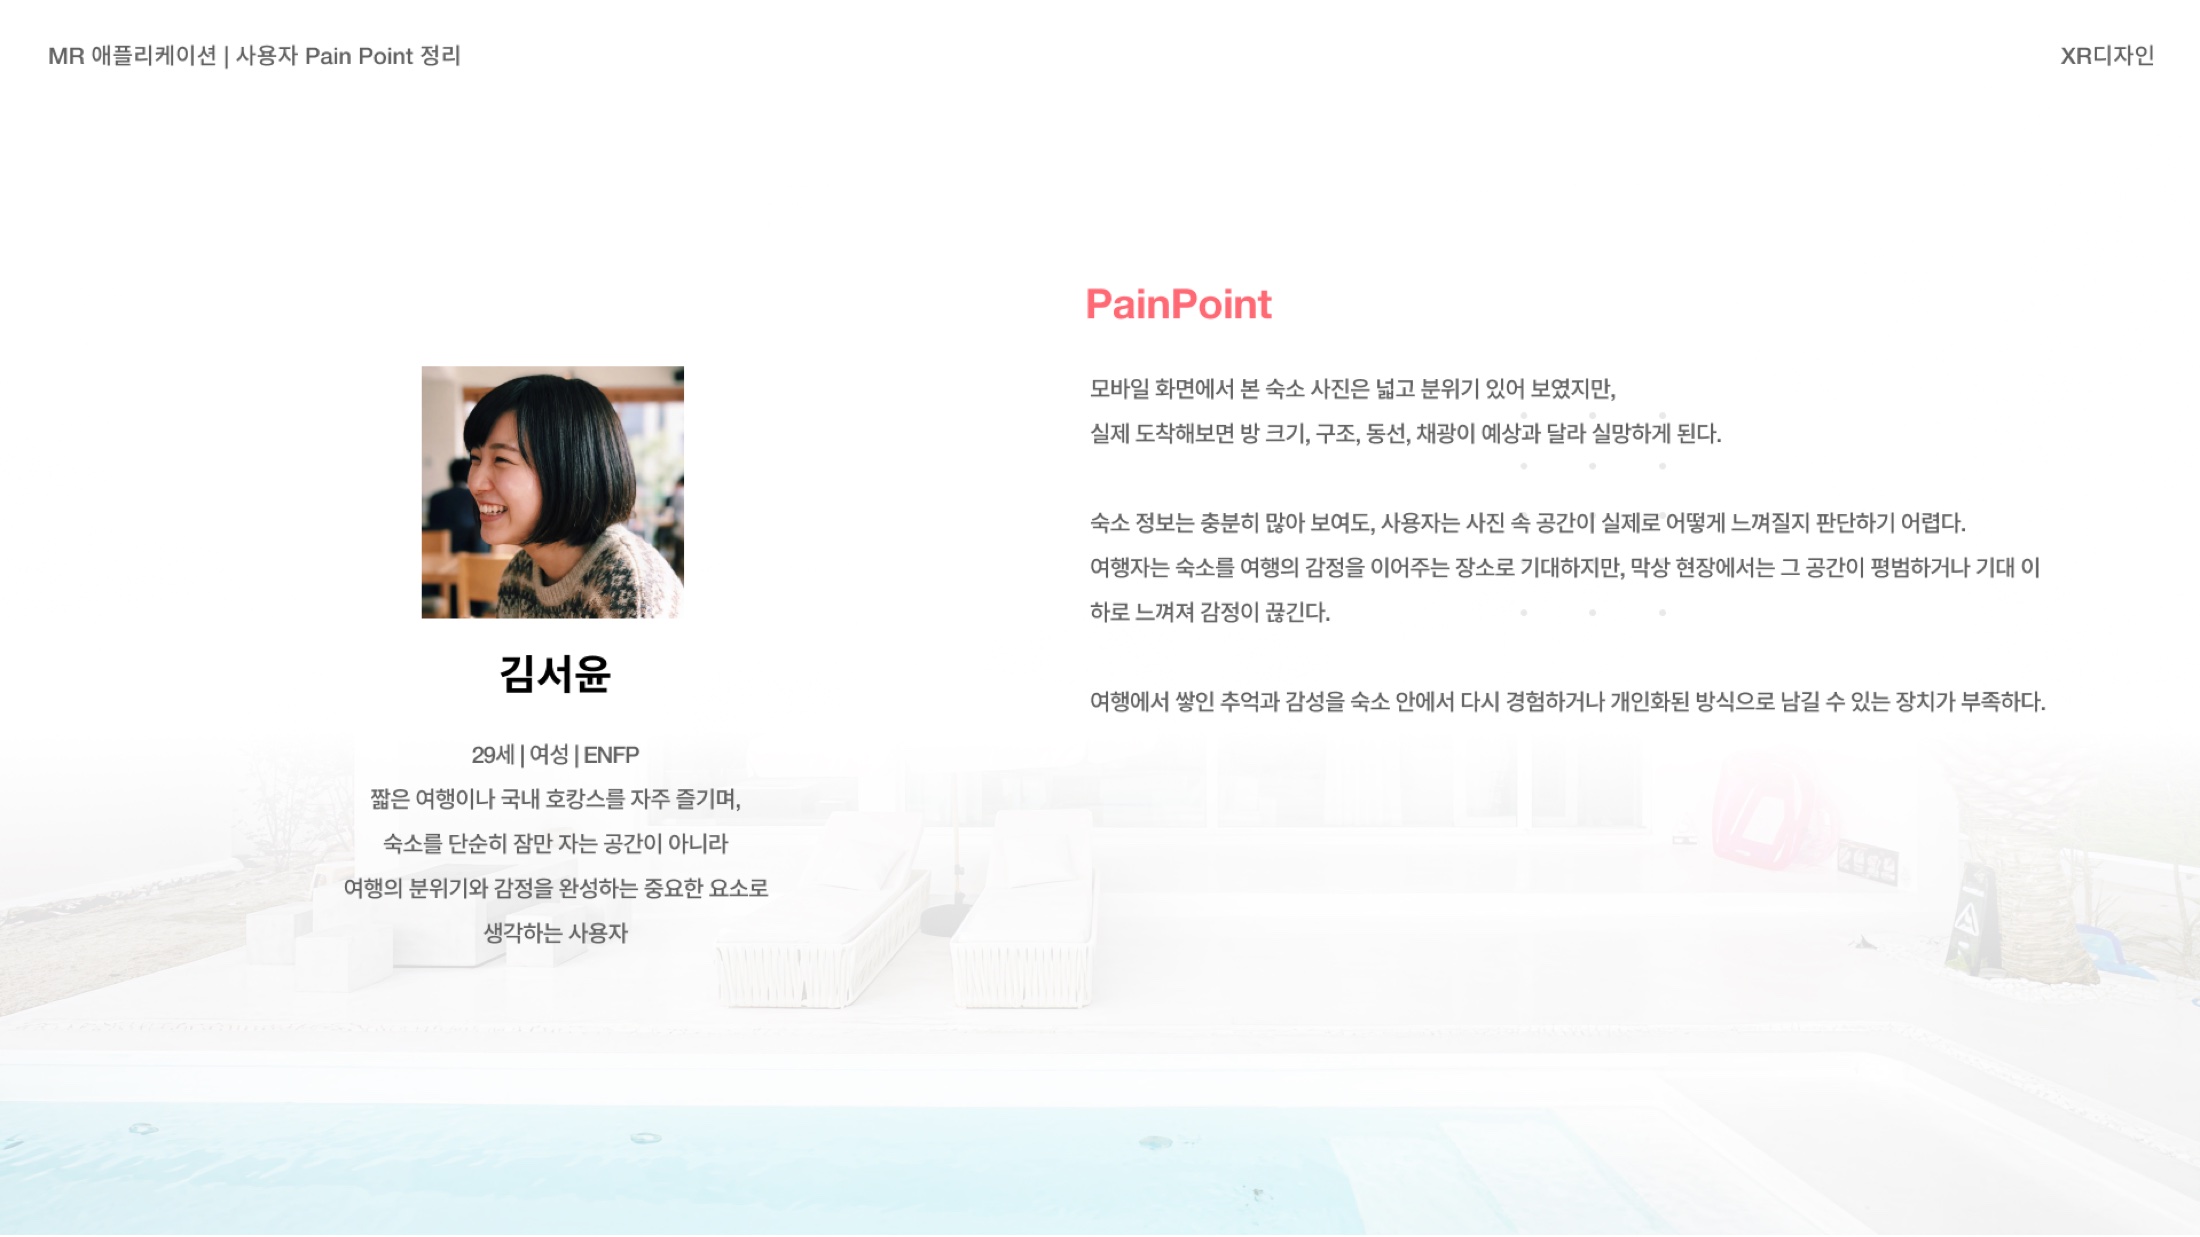 MR 애플리케이션 | 사용자 Pain Point 정리
XR디자인
김서윤
29세 | 여성 | ENFP
짧은 여행이나 국내 호캉스를 자주 즐기며,
숙소를 단순히 잠만 자는 공간이 아니라
여행의 분위기와 감정을 완성하는 중요한 요소로
생각하는 사용자
PainPoint
모바일 화면에서 본 숙소 사진은 넓고 분위기 있어 보였지만,
실제 도착해보면 방 크기, 구조, 동선, 채광이 예상과 달라 실망하게 된다.
숙소 정보는 충분히 많아 보여도, 사용자는 사진 속 공간이 실제로 어떻게 느껴질지 판단하기 어렵다.
여행자는 숙소를 여행의 감정을 이어주는 장소로 기대하지만, 막상 현장에서는 그 공간이 평범하거나 기대 이
하로 느껴져 감정이 끊긴다.
여행에서 쌓인 추억과 감성을 숙소 안에서 다시 경험하거나 개인화된 방식으로 남길 수 있는 장치가 부족하다.